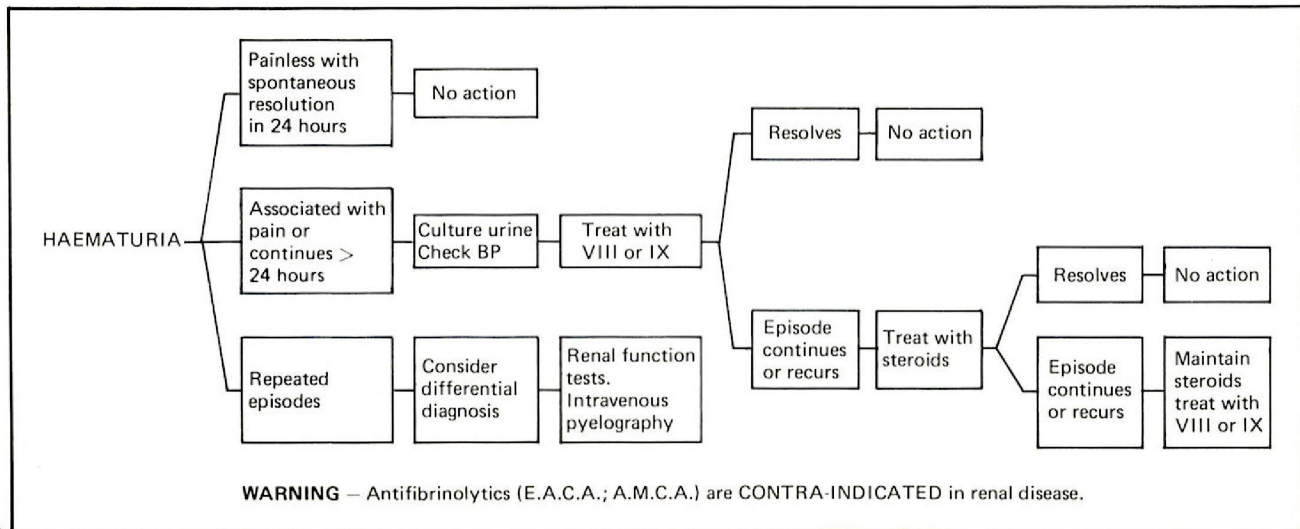 HAEMATURIA
Painless with
spontaneous
resolution
in 24 hours
No action
Associated with
pain or
continues >
24 hours
Culture urine
Check BP
Treat with
VIII or IX
Resolves
No action
Episode
continues
or recurs
Treat with
steroids
Resolves
No action
Episode
continues
or recurs
Maintain
steroids
treat with
VIII or IX
Repeated
episodes
Consider
differential
diagnosis
Renal function
tests.
Intravenous
pyelography
WARNING — Antifibrinolytics (E.A.C.A.; A.M.C.A.) are CONTRA-INDICATED in renal disease.